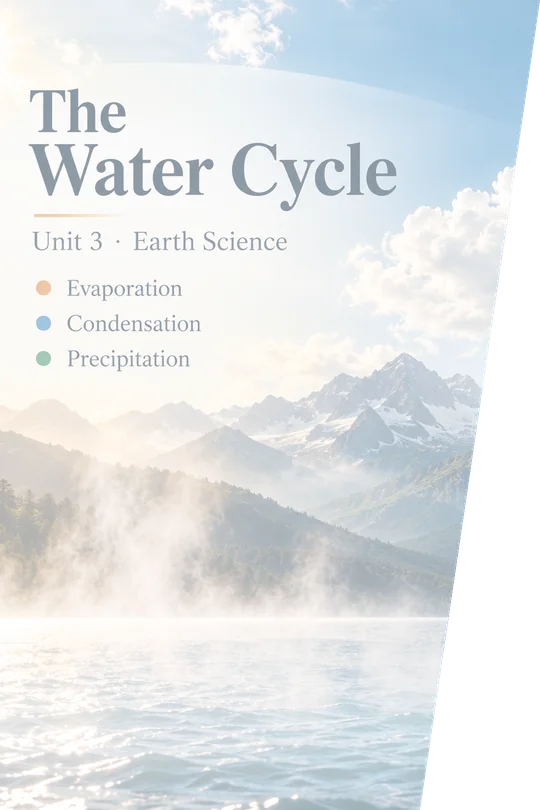 The
Water Cycle
Unit 3 · Earth Science
Evaporation
Condensation
Precipitation